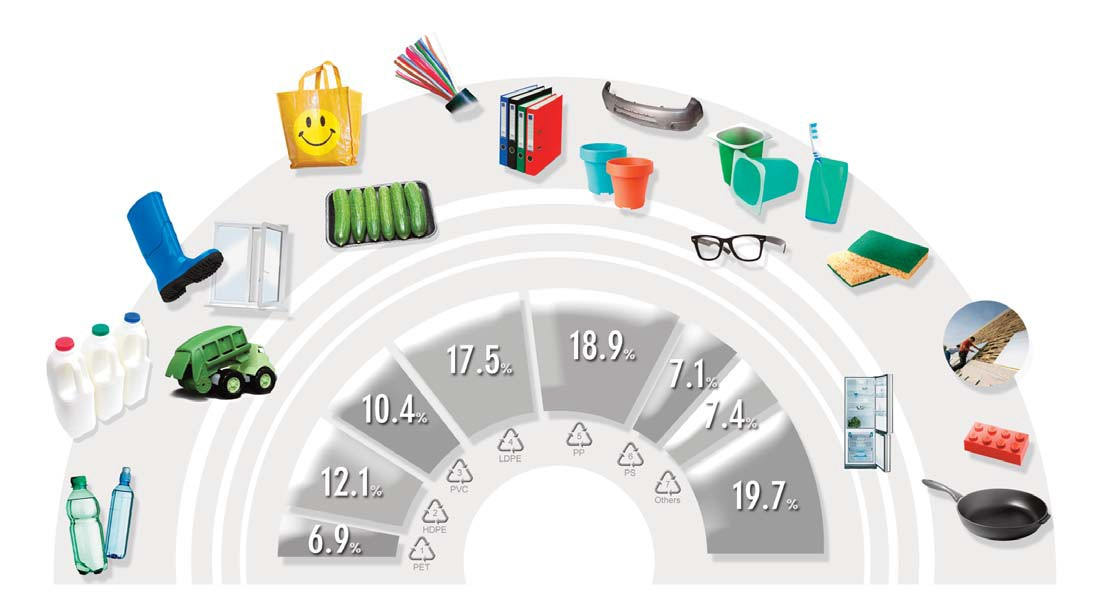 17.5%
18.9%
7.1%
10.4%
7.4%
4
LDPE
5
PP
6
PS
3
PVC
7
Others
12.1%
19.7%
2
HDPE
6.9%
1
PET